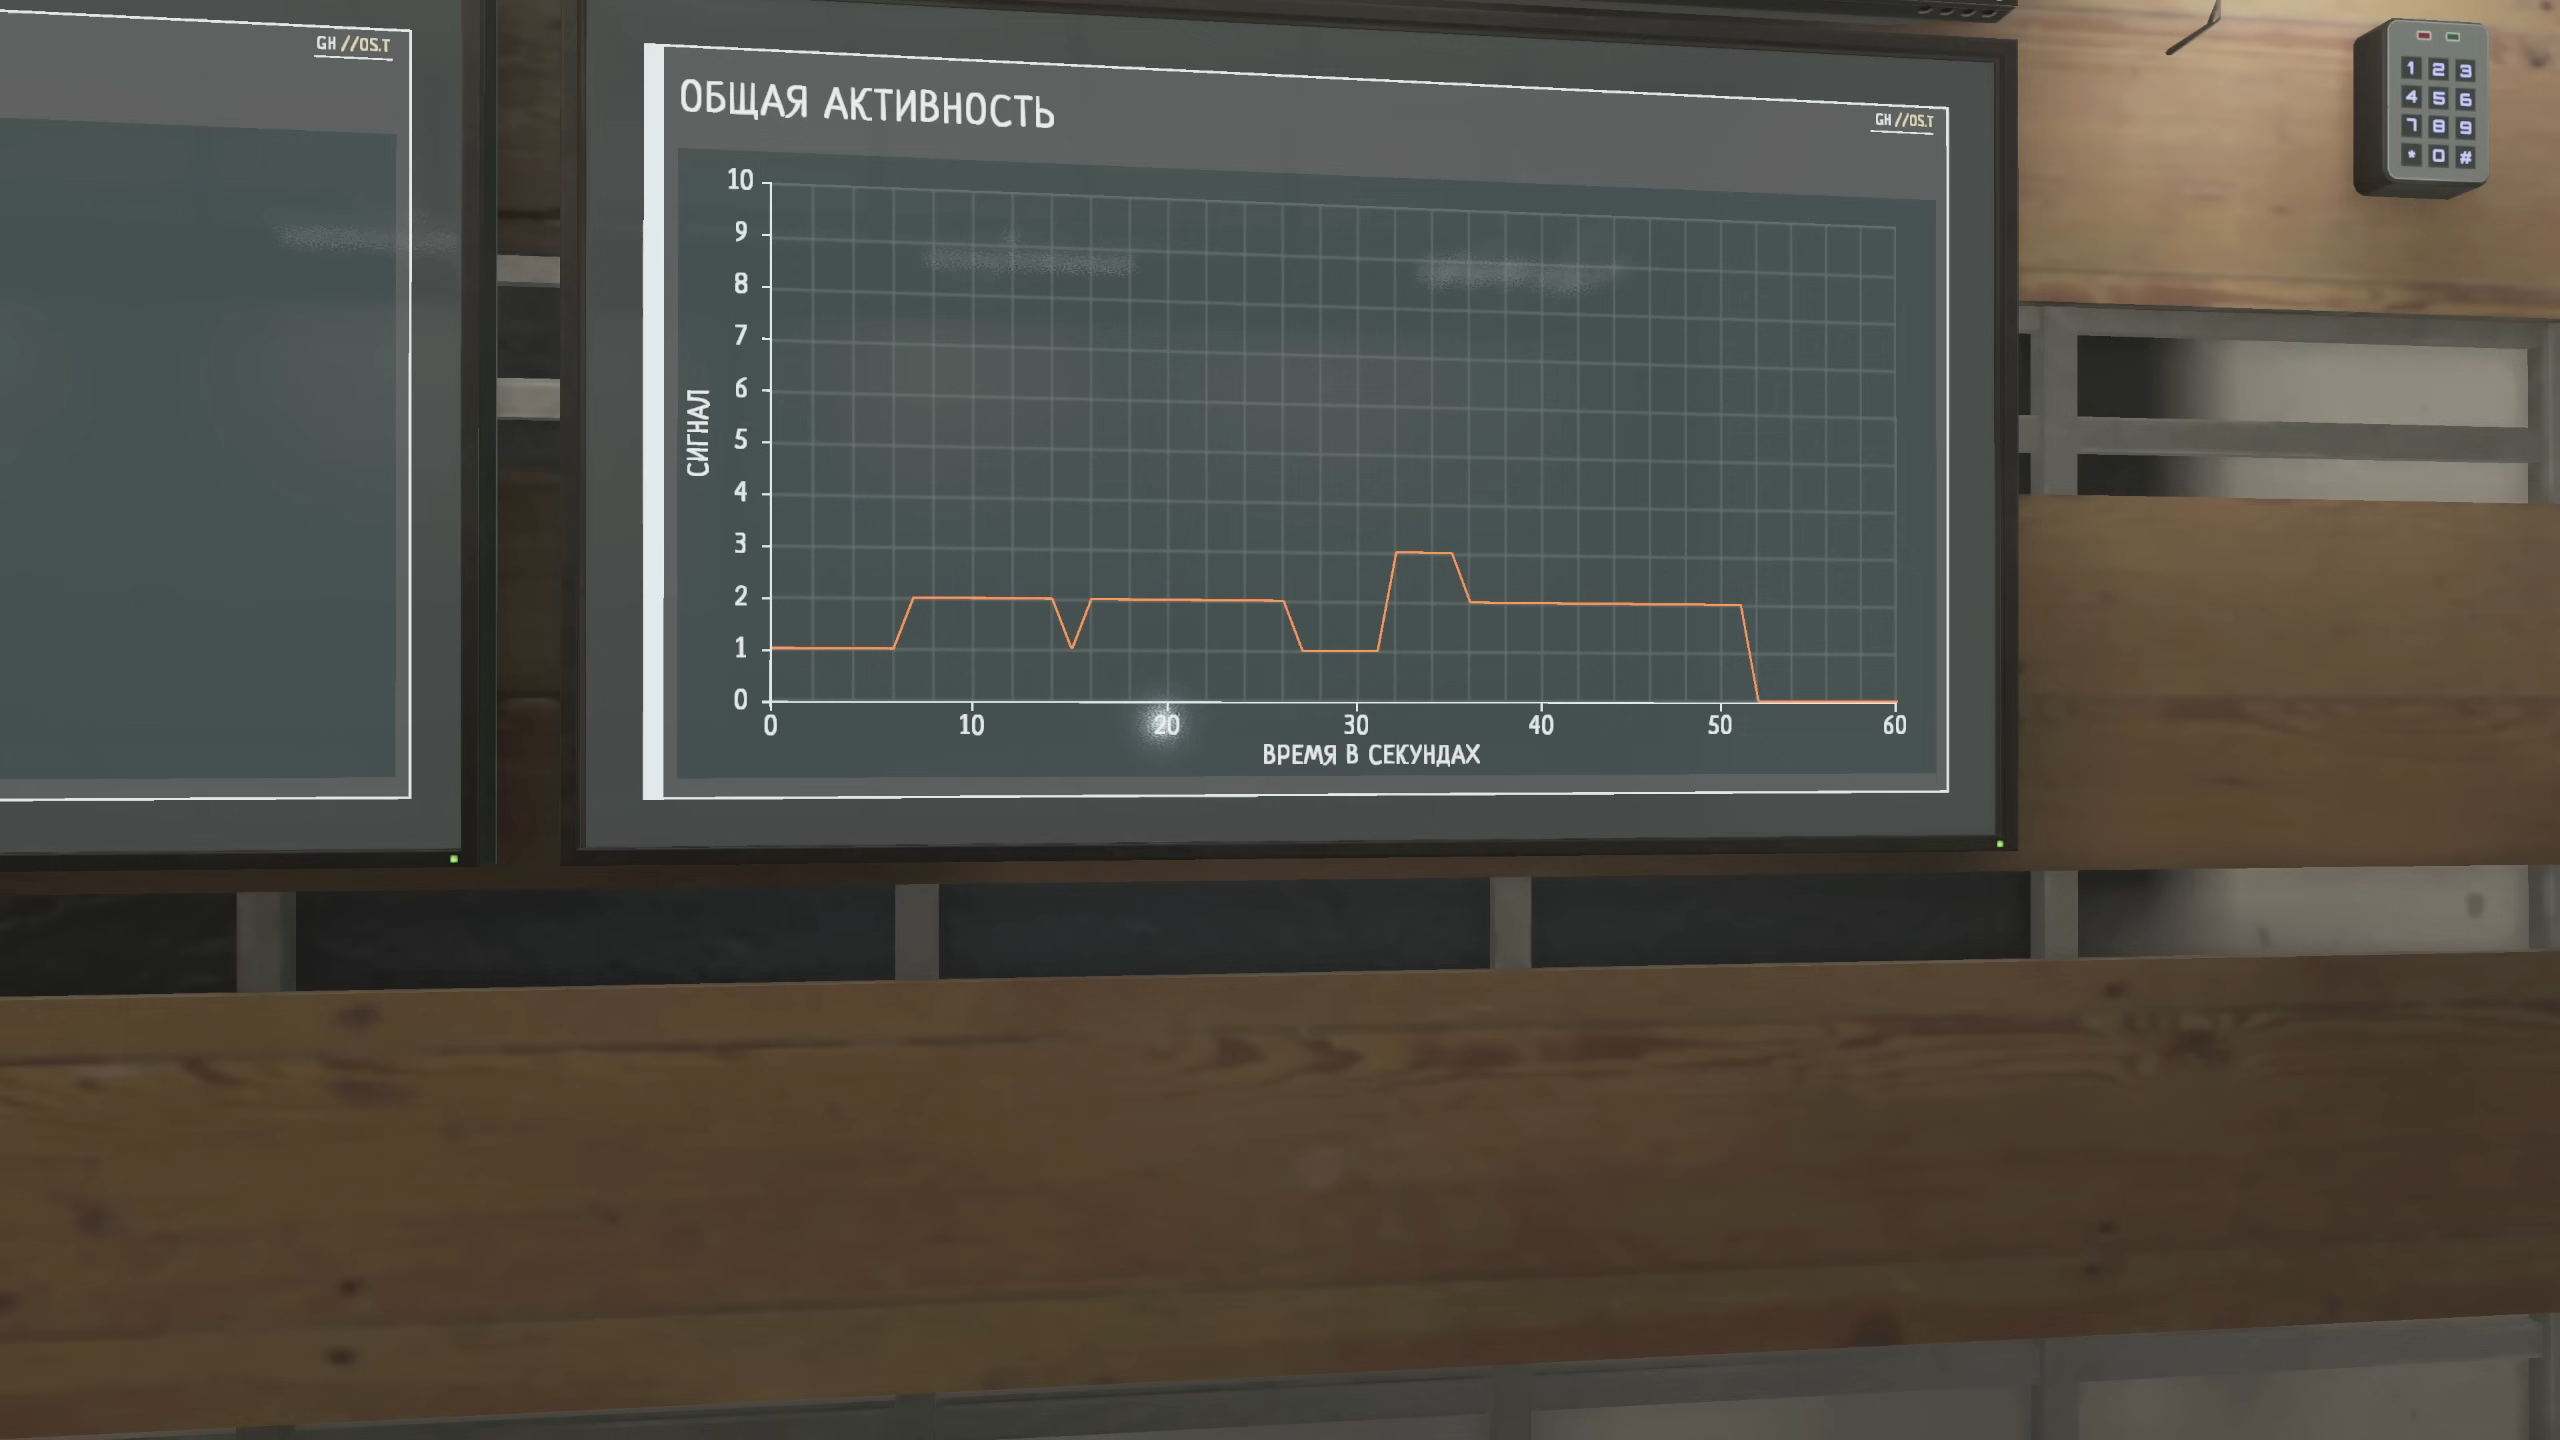 GH //OS.T
ОБЩАЯ АКТИВНОСТЬ
GH //OS.T
СИГНАЛ
10
9
8
7
6
5
4
3
2
1
0
0 10 20 30 40 50 60
ВРЕМЯ В СЕКУНДАХ
1 2 3
4 5 6
7 8 9
* 0 #